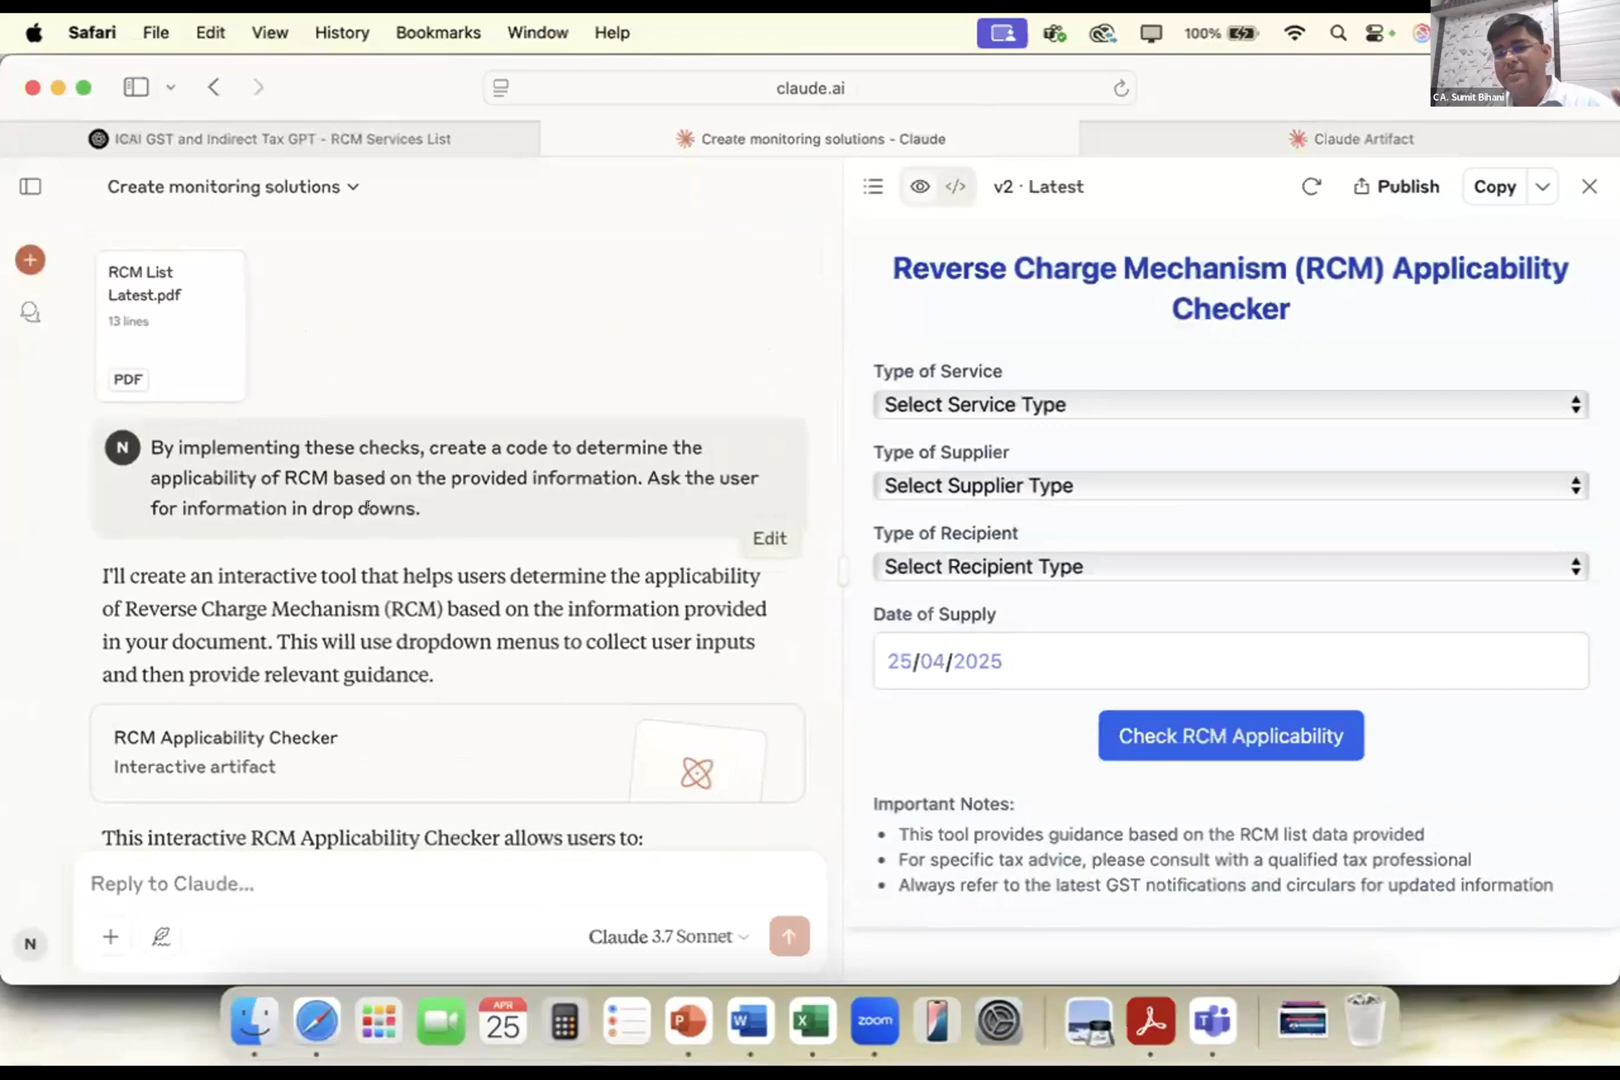 Safari File Edit View History Bookmarks Window Help 100%
CA. Sumit Bihani
claude.ai
ICAI GST and Indirect Tax GPT - RCM Services List
Create monitoring solutions - Claude
Claude Artifact
Create monitoring solutions
RCM List
Latest.pdf
13 lines
PDF
N
By implementing these checks, create a code to determine the
applicability of RCM based on the provided information. Ask the user
for information in drop downs.
Edit
I'll create an interactive tool that helps users determine the applicability
of Reverse Charge Mechanism (RCM) based on the information provided
in your document. This will use dropdown menus to collect user inputs
and then provide relevant guidance.
RCM Applicability Checker
Interactive artifact
This interactive RCM Applicability Checker allows users to:
Reply to Claude...
Claude 3.7 Sonnet
N
v2 · Latest
Publish
Copy
Reverse Charge Mechanism (RCM) Applicability
Checker
Type of Service
Select Service Type
Type of Supplier
Select Supplier Type
Type of Recipient
Select Recipient Type
Date of Supply
25/04/2025
Check RCM Applicability
Important Notes:
• This tool provides guidance based on the RCM list data provided
• For specific tax advice, please consult with a qualified tax professional
• Always refer to the latest GST notifications and circulars for updated information
APR
25
P
W
X
zoom
T